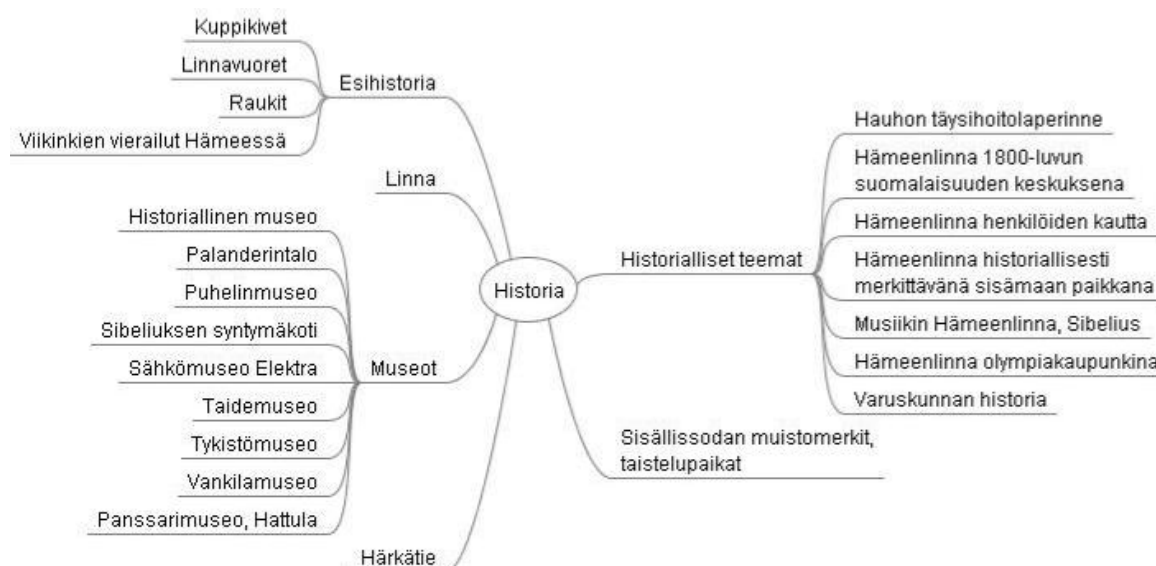 Kuppikivet
Linnavuoret
Raukit
Viikinkien vierailut Hämeessä
Esihistoria
Linna
Historiallinen museo
Palanderintalo
Puhelinmuseo
Sibeliuksen syntymäkoti
Sähkömuseo Elektra
Taidemuseo
Tykistömuseo
Vankilamuseo
Panssarimuseo, Hattula
Museot
Härkätie
Historia
Historialliset teemat
Hauhon täysihoitolaperinne
Hämeenlinna 1800-luvun
suomalaisuuden keskuksena
Hämeenlinna henkilöiden kautta
Hämeenlinna historiallisesti
merkittävänä sisämaan paikkana
Musiikin Hämeenlinna, Sibelius
Hämeenlinna olympiakaupunkina
Varuskunnan historia
Sisällissodan muistomerkit,
taistelupaikat